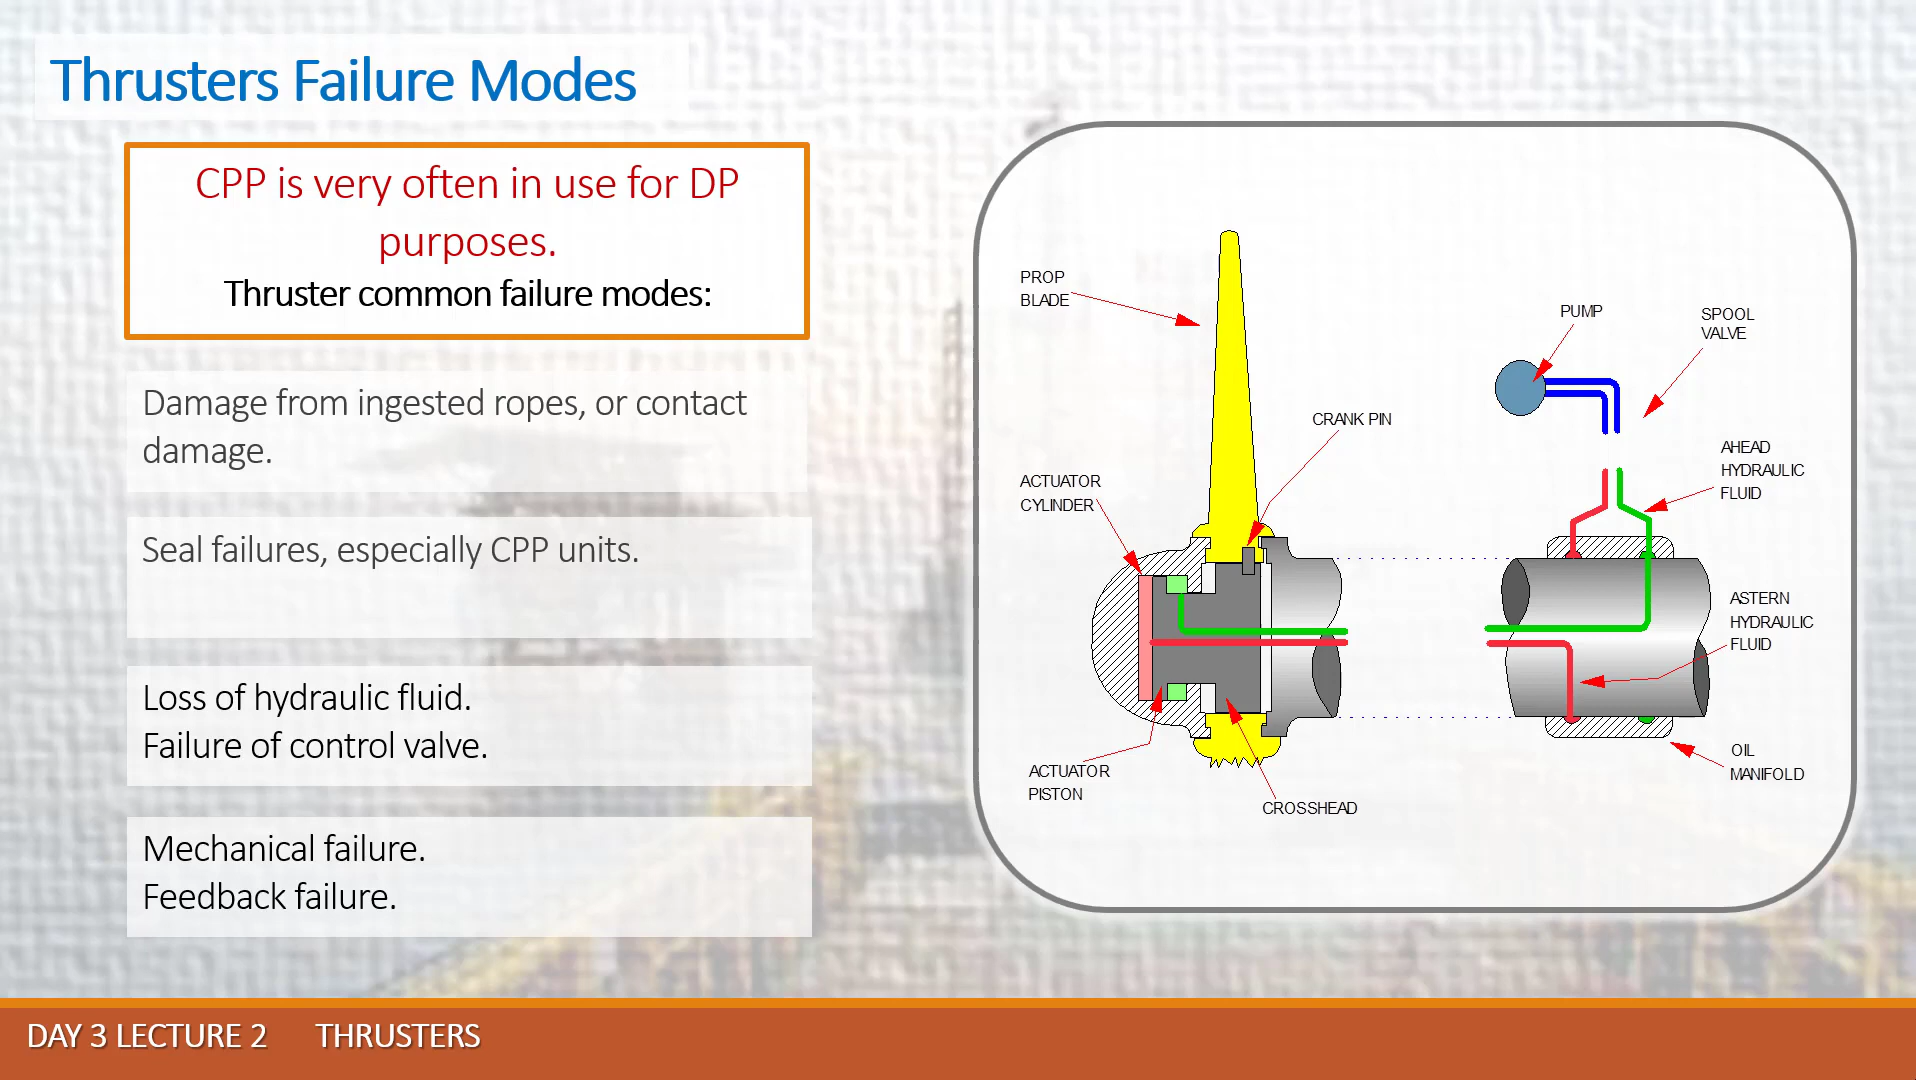 Thrusters Failure Modes
CPP is very often in use for DP
purposes.
Thruster common failure modes:
Damage from ingested ropes, or contact
damage.
Seal failures, especially CPP units.
Loss of hydraulic fluid.
Failure of control valve.
Mechanical failure.
Feedback failure.
PROP
BLADE
PUMP
SPOOL
VALVE
CRANK PIN
AHEAD
HYDRAULIC
FLUID
ACTUATOR
CYLINDER
ASTERN
HYDRAULIC
FLUID
OIL
MANIFOLD
ACTUATOR
PISTON
CROSSHEAD
DAY 3 LECTURE 2 THRUSTERS